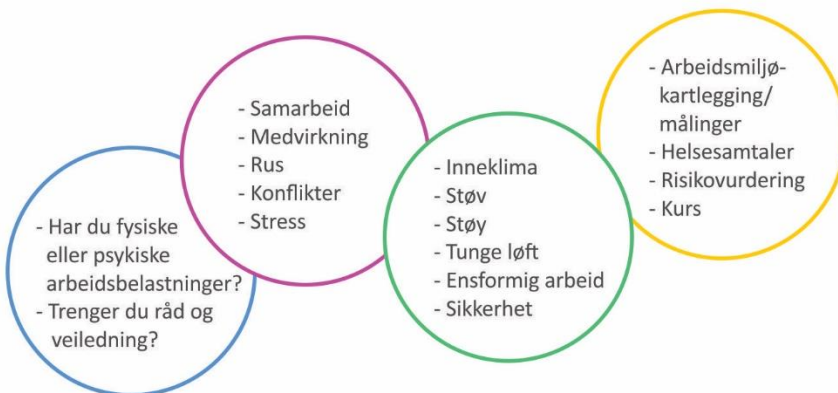 - Har du fysiske
eller psykiske
arbeidsbelastninger?
- Trenger du råd og
veiledning?
- Samarbeid
- Medvirkning
- Rus
- Konflikter
- Stress
- Inneklima
- Støv
- Støy
- Tunge løft
- Ensformig arbeid
- Sikkerhet
- Arbeidsmiljø-
kartlegging/
målinger
- Helsesamtaler
- Risikovurdering
- Kurs